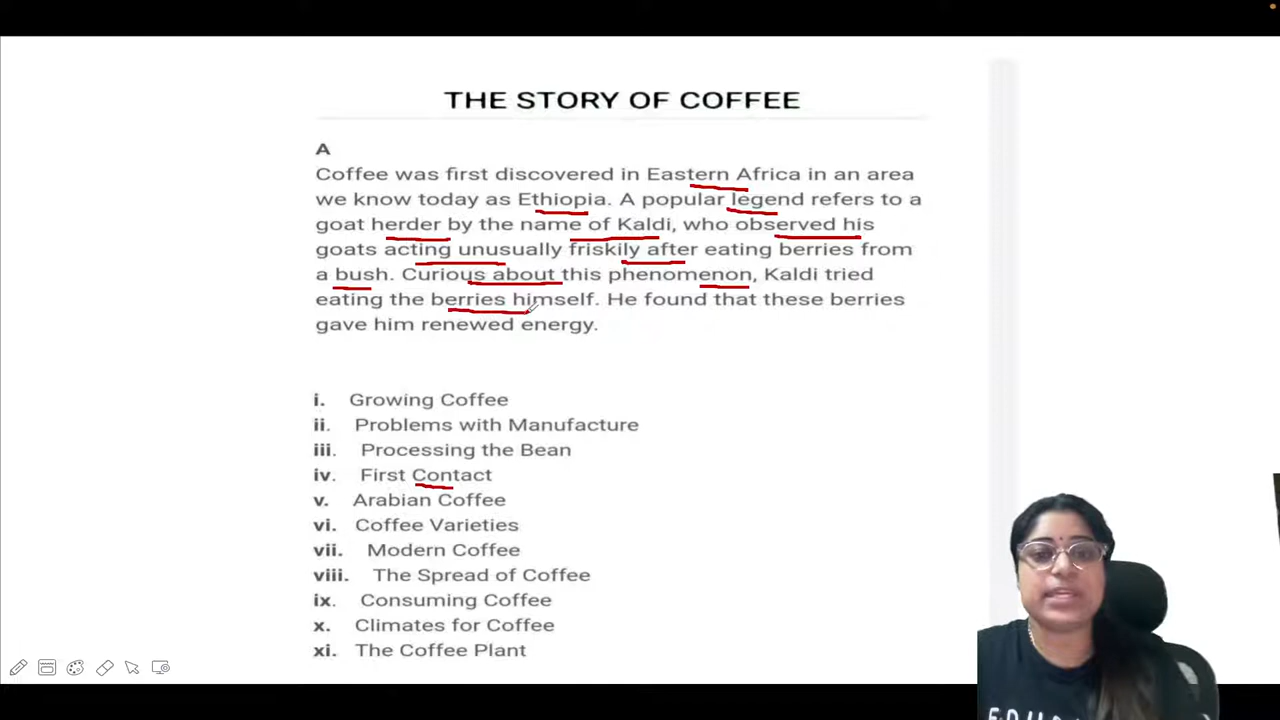 THE STORY OF COFFEE
A
Coffee was first discovered in Eastern Africa in an area
we know today as Ethiopia. A popular legend refers to a
goat herder by the name of Kaldi, who observed his
goats acting unusually friskily after eating berries from
a bush. Curious about this phenomenon, Kaldi tried
eating the berries himself. He found that these berries
gave him renewed energy.
i. Growing Coffee
ii. Problems with Manufacture
iii. Processing the Bean
iv. First Contact
v. Arabian Coffee
vi. Coffee Varieties
vii. Modern Coffee
viii. The Spread of Coffee
ix. Consuming Coffee
x. Climates for Coffee
xi. The Coffee Plant